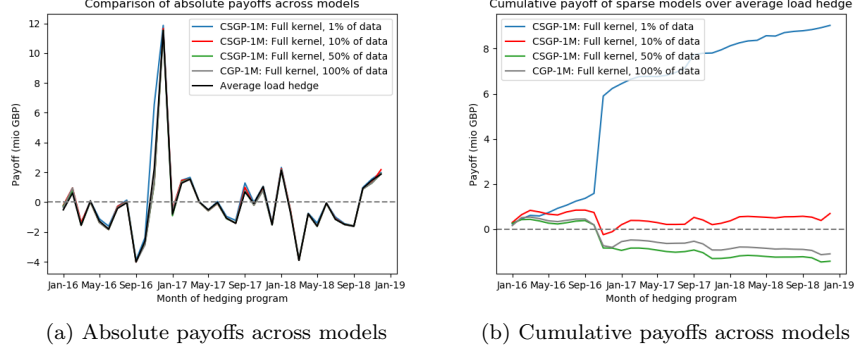 Comparison of absolute payoffs across models
CSGP-1M: Full kernel, 1% of data
CSGP-1M: Full kernel, 10% of data
CSGP-1M: Full kernel, 50% of data
CGP-1M: Full kernel, 100% of data
Average load hedge
Payoff (mio GBP)
12
10
8
6
4
2
0
−2
−4
Jan-16 May-16 Sep-16 Jan-17 May-17 Sep-17 Jan-18 May-18 Sep-18 Jan-19
Month of hedging program
(a) Absolute payoffs across models
Cumulative payoff of sparse models over average load hedge
CSGP-1M: Full kernel, 1% of data
CSGP-1M: Full kernel, 10% of data
CSGP-1M: Full kernel, 50% of data
CGP-1M: Full kernel, 100% of data
Payoff (mio GBP)
8
6
4
2
0
Jan-16 May-16 Sep-16 Jan-17 May-17 Sep-17 Jan-18 May-18 Sep-18 Jan-19
Month of hedging program
(b) Cumulative payoffs across models